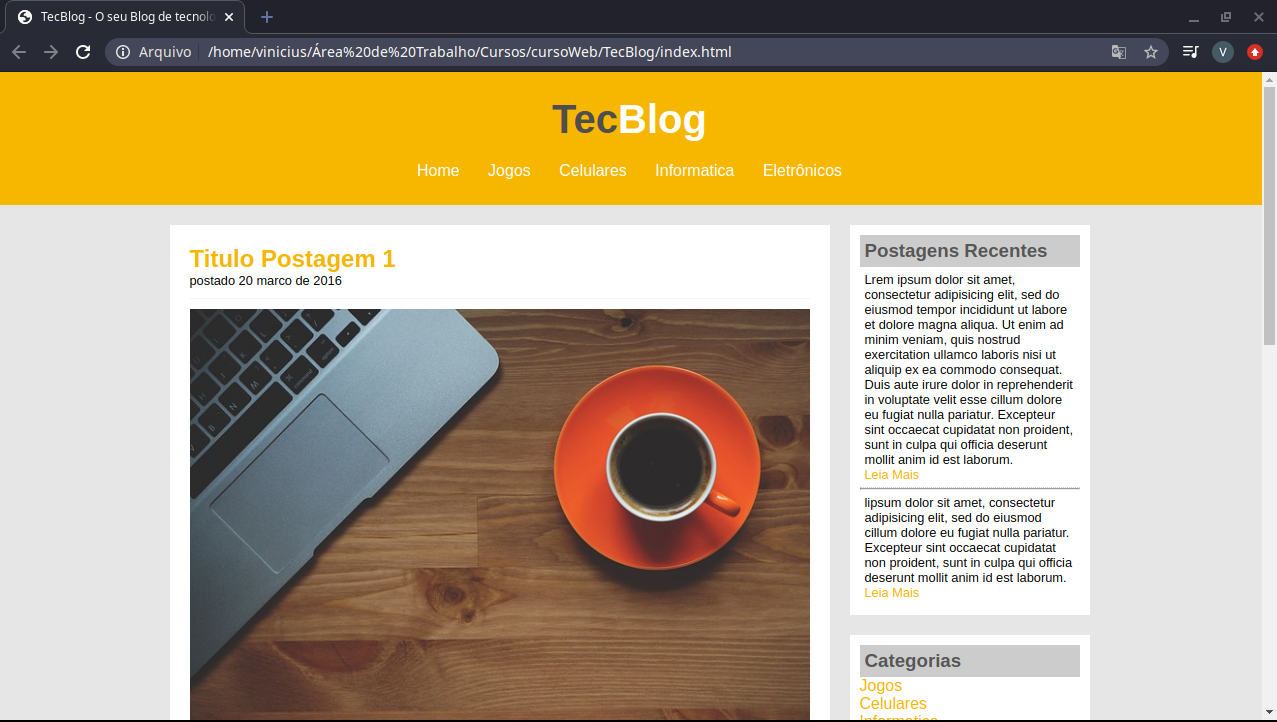 TecBlog - O seu Blog de tecnolo
Arquivo /home/vinicius/Área%20de%20Trabalho/Cursos/cursoWeb/TecBlog/index.html
V
TecBlog
Home Jogos Celulares Informatica Eletrônicos
Titulo Postagem 1
postado 20 marco de 2016
Postagens Recentes
Lrem ipsum dolor sit amet,
consectetur adipisicing elit, sed do
eiusmod tempor incididunt ut labore
et dolore magna aliqua. Ut enim ad
minim veniam, quis nostrud
exercitation ullamco laboris nisi ut
aliquip ex ea commodo consequat.
Duis aute irure dolor in reprehenderit
in voluptate velit esse cillum dolore
eu fugiat nulla pariatur. Excepteur
sint occaecat cupidatat non proident,
sunt in culpa qui officia deserunt
mollit anim id est laborum.
Leia Mais
lipsum dolor sit amet, consectetur
adipisicing elit, sed do eiusmod
cillum dolore eu fugiat nulla pariatur.
Excepteur sint occaecat cupidatat
non proident, sunt in culpa qui officia
deserunt mollit anim id est laborum.
Leia Mais
Categorias
Jogos
Celulares
Informatica